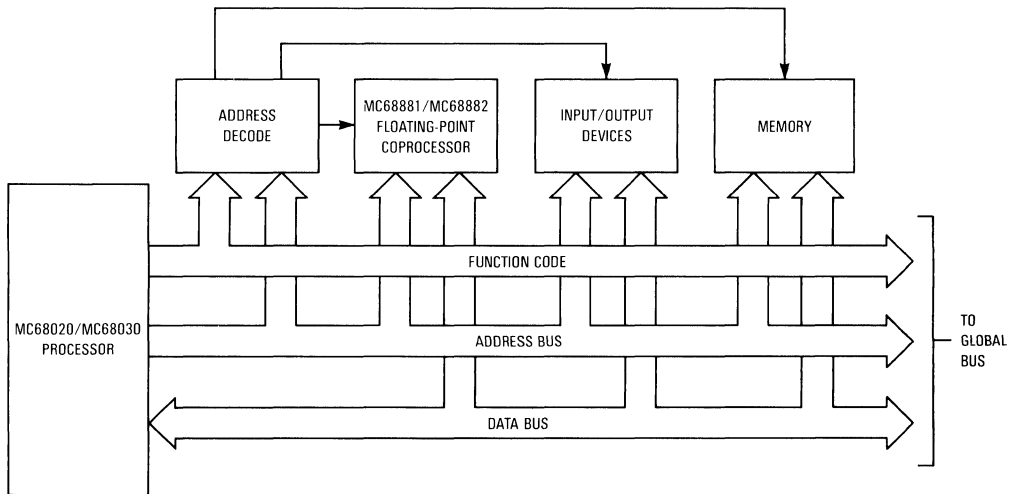 ADDRESS
DECODE
MC68881/MC68882
FLOATING-POINT
COPROCESSOR
INPUT/OUTPUT
DEVICES
MEMORY
MC68020/MC68030
PROCESSOR
FUNCTION CODE
ADDRESS BUS
DATA BUS
TO
GLOBAL
BUS